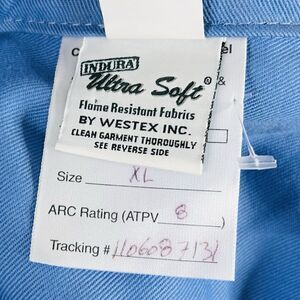 INDURA®
Ultra Soft ® &
Flame Resistant Fabrics
BY WESTEX INC.
CLEAN GARMENT THOROUGHLY
SEE REVERSE SIDE
Size XL
ARC Rating (ATPV 8 )
Tracking #